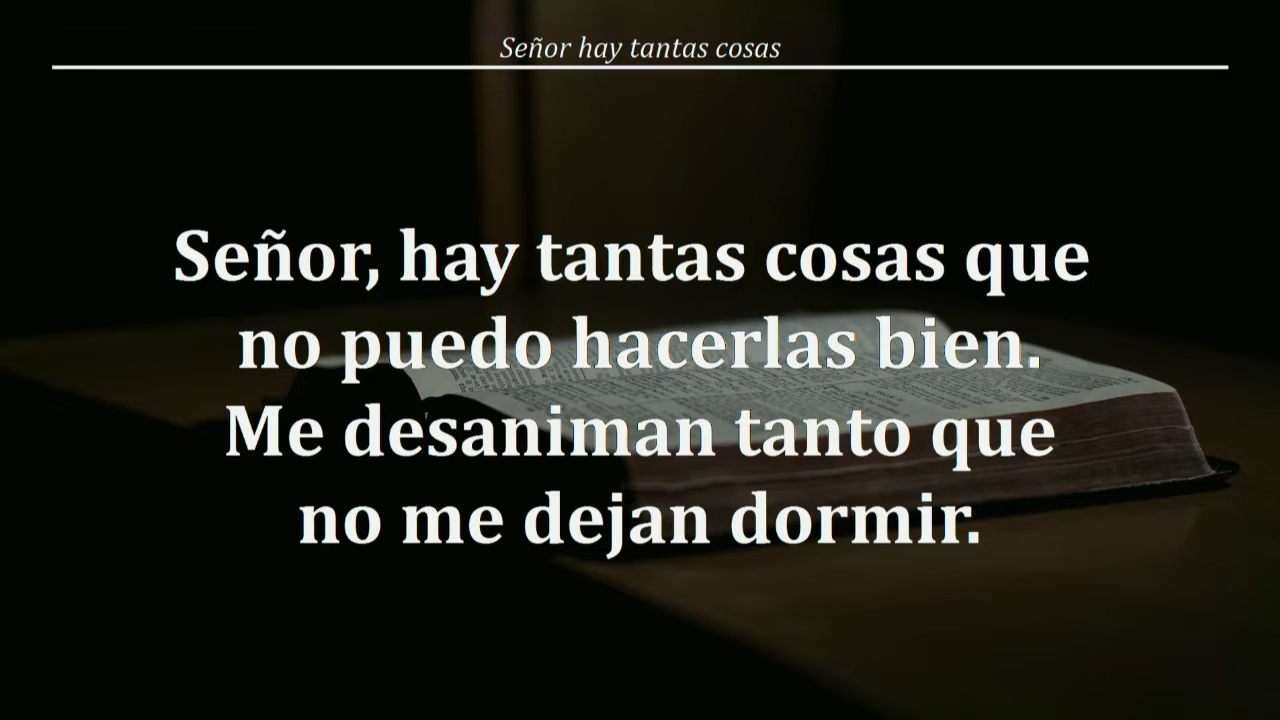 Señor hay tantas cosas
Señor, hay tantas cosas que
no puedo hacerlas bien.
Me desaniman tanto que
no me dejan dormir.